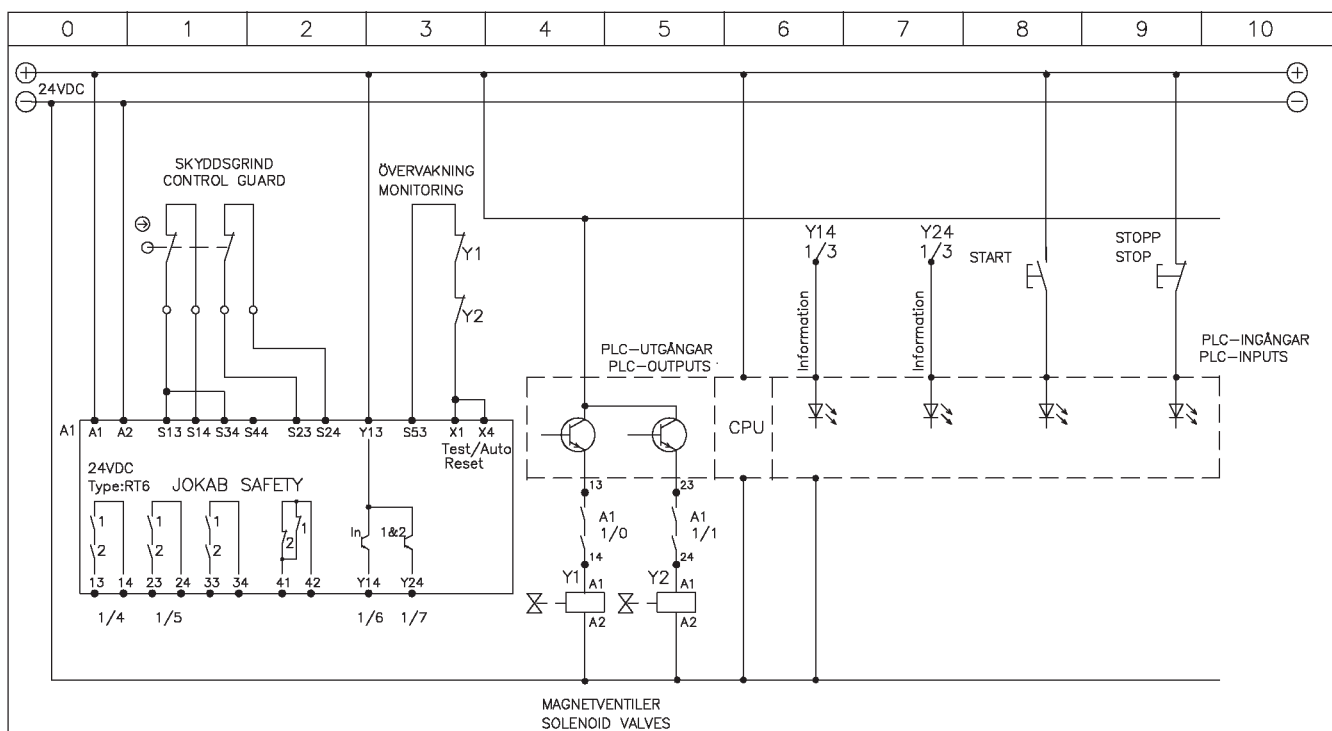 0 1 2 3 4 5 6 7 8 9 10
+ +
24VDC
− −
SKYDDSGRIND
CONTROL GUARD
ÖVERVAKNING
MONITORING
Y1
Y2
Y14
1/3
Y24
1/3
START
STOPP
STOP
Information
Information
PLC-UTGÅNGAR
PLC-OUTPUTS
PLC-INGÅNGAR
PLC-INPUTS
CPU
A1 A1 A2 S13 S14 S34 S44 S23 S24 Y13 S53 X1 X4
Test/Auto
Reset
24VDC
Type:RT6 JOKAB SAFETY
1 1 1 1
2 2 2 2
In 1&2
13 14 23 24 33 34 41 42 Y14 Y24
1/4 1/5 1/6 1/7
13 23
A1
1/0
A1
1/1
14 24
Y1 A1
A2
Y2 A1
A2
MAGNETVENTILER
SOLENOID VALVES